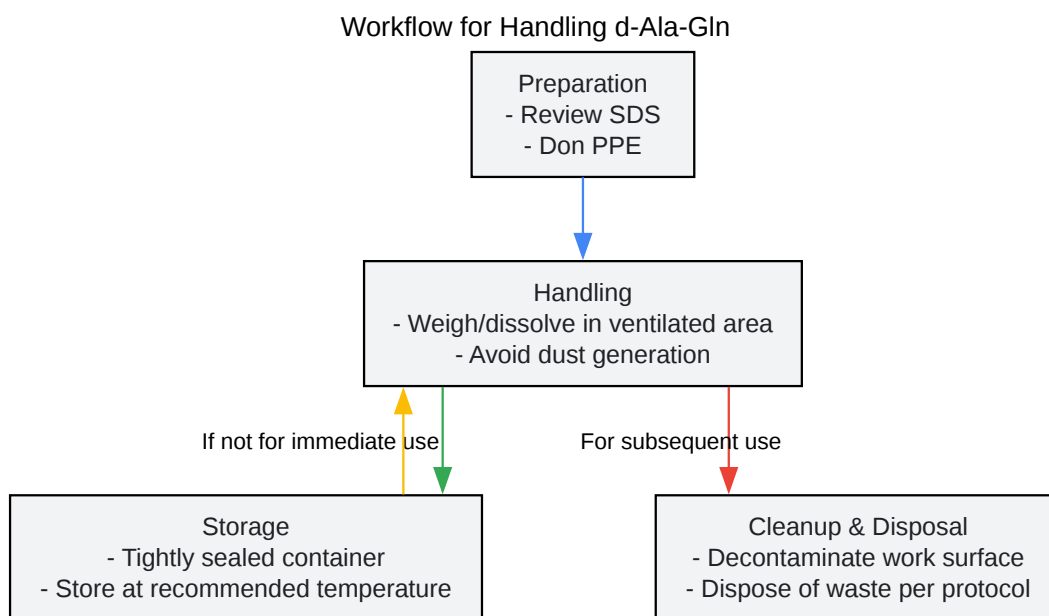 Workflow for Handling d-Ala-Gln
Preparation
- Review SDS
- Don PPE
Handling
- Weigh/dissolve in ventilated area
- Avoid dust generation
If not for immediate use
For subsequent use
Storage
- Tightly sealed container
- Store at recommended temperature
Cleanup & Disposal
- Decontaminate work surface
- Dispose of waste per protocol